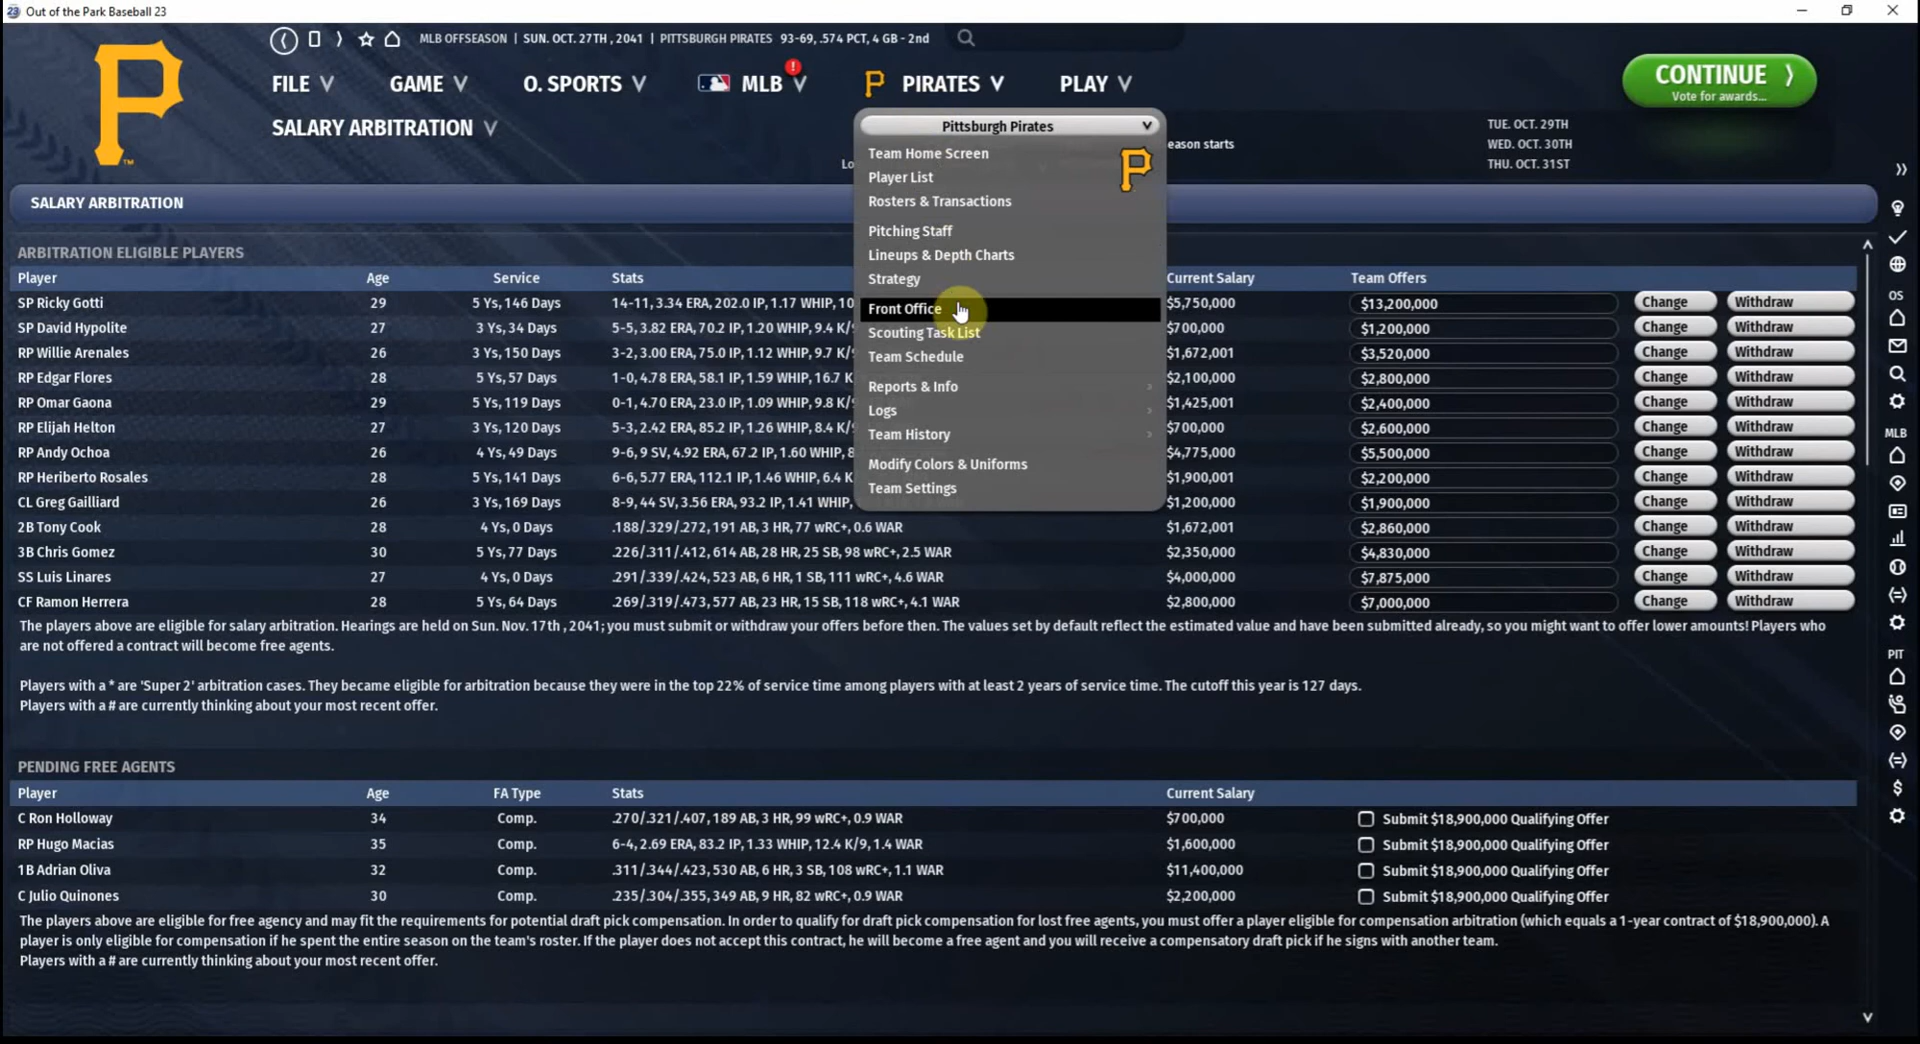 23 Out of the Park Baseball 23
MLB OFFSEASON | SUN. OCT. 27TH , 2041 | PITTSBURGH PIRATES 93-69, .574 PCT, 4 GB - 2nd
FILE GAME O. SPORTS MLB ! PIRATES PLAY
CONTINUE
Vote for awards...
SALARY ARBITRATION
Pittsburgh Pirates
Team Home Screen
Player List
Rosters & Transactions
Pitching Staff
Lineups & Depth Charts
Strategy
Front Office
Scouting Task List
Team Schedule
Reports & Info
Logs
Team History
Modify Colors & Uniforms
Team Settings
eason starts
TUE. OCT. 29TH
WED. OCT. 30TH
THU. OCT. 31ST
SALARY ARBITRATION
ARBITRATION ELIGIBLE PLAYERS
Player Age Service Stats Current Salary Team Offers
SP Ricky Gotti 29 5 Ys, 146 Days 14-11, 3.34 ERA, 202.0 IP, 1.17 WHIP, 10 $5,750,000 $13,200,000 Change Withdraw
SP David Hypolite 27 3 Ys, 34 Days 5-5, 3.82 ERA, 70.2 IP, 1.20 WHIP, 9.4 K/ $700,000 $1,200,000 Change Withdraw
RP Willie Arenales 26 3 Ys, 150 Days 3-2, 3.00 ERA, 75.0 IP, 1.12 WHIP, 9.7 K/ $1,672,001 $3,520,000 Change Withdraw
RP Edgar Flores 28 5 Ys, 57 Days 1-0, 4.78 ERA, 58.1 IP, 1.59 WHIP, 16.7 K $2,100,000 $2,800,000 Change Withdraw
RP Omar Gaona 29 5 Ys, 119 Days 0-1, 4.70 ERA, 23.0 IP, 1.09 WHIP, 9.8 K/ $1,425,001 $2,400,000 Change Withdraw
RP Elijah Helton 27 3 Ys, 120 Days 5-3, 2.42 ERA, 85.2 IP, 1.26 WHIP, 8.4 K/ $700,000 $2,600,000 Change Withdraw
RP Andy Ochoa 26 4 Ys, 49 Days 9-6, 9 SV, 4.92 ERA, 67.2 IP, 1.60 WHIP, 8 $4,775,000 $5,500,000 Change Withdraw
RP Heriberto Rosales 28 5 Ys, 141 Days 6-6, 5.77 ERA, 112.1 IP, 1.46 WHIP, 6.4 K $1,900,001 $2,200,000 Change Withdraw
CL Greg Gailliard 26 3 Ys, 169 Days 8-9, 44 SV, 3.56 ERA, 93.2 IP, 1.41 WHIP, $1,200,000 $1,900,000 Change Withdraw
2B Tony Cook 28 4 Ys, 0 Days .188/.329/.272, 191 AB, 3 HR, 77 wRC+, 0.6 WAR $1,672,001 $2,860,000 Change Withdraw
3B Chris Gomez 30 5 Ys, 77 Days .226/.311/.412, 614 AB, 28 HR, 25 SB, 98 wRC+, 2.5 WAR $2,350,000 $4,830,000 Change Withdraw
SS Luis Linares 27 4 Ys, 0 Days .291/.339/.424, 523 AB, 6 HR, 1 SB, 111 wRC+, 4.6 WAR $4,000,000 $7,875,000 Change Withdraw
CF Ramon Herrera 28 5 Ys, 64 Days .269/.319/.473, 577 AB, 23 HR, 15 SB, 118 wRC+, 4.1 WAR $2,800,000 $7,000,000 Change Withdraw
The players above are eligible for salary arbitration. Hearings are held on Sun. Nov. 17th , 2041; you must submit or withdraw your offers before then. The values set by default reflect the estimated value and have been submitted already, so you might want to offer lower amounts! Players who
are not offered a contract will become free agents.
Players with a * are 'Super 2' arbitration cases. They became eligible for arbitration because they were in the top 22% of service time among players with at least 2 years of service time. The cutoff this year is 127 days.
Players with a # are currently thinking about your most recent offer.
PENDING FREE AGENTS
Player Age FA Type Stats Current Salary
C Ron Holloway 34 Comp. .270/.321/.407, 189 AB, 3 HR, 99 wRC+, 0.9 WAR $700,000 Submit $18,900,000 Qualifying Offer
RP Hugo Macias 35 Comp. 6-4, 2.69 ERA, 83.2 IP, 1.33 WHIP, 12.4 K/9, 1.4 WAR $1,600,000 Submit $18,900,000 Qualifying Offer
1B Adrian Oliva 32 Comp. .311/.344/.423, 530 AB, 6 HR, 3 SB, 108 wRC+, 1.1 WAR $11,400,000 Submit $18,900,000 Qualifying Offer
C Julio Quinones 30 Comp. .235/.304/.355, 349 AB, 9 HR, 82 wRC+, 0.9 WAR $2,200,000 Submit $18,900,000 Qualifying Offer
The players above are eligible for free agency and may fit the requirements for potential draft pick compensation. In order to qualify for draft pick compensation for lost free agents, you must offer a player eligible for compensation arbitration (which equals a 1-year contract of $18,900,000). A
player is only eligible for compensation if he spent the entire season on the team's roster. If the player does not accept this contract, he will become a free agent and you will receive a compensatory draft pick if he signs with another team.
Players with a # are currently thinking about your most recent offer.
OS
MLB
PIT